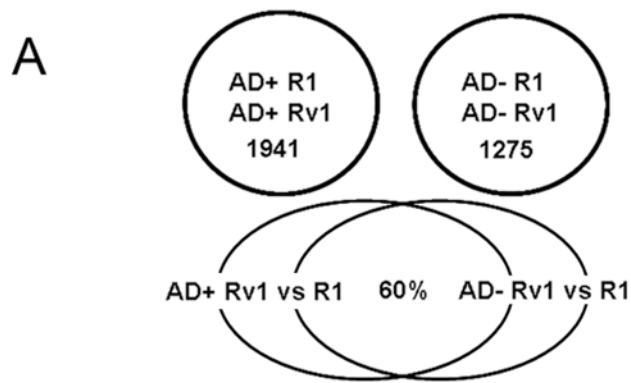 A
AD+ R1
AD+ Rv1
1941
AD- R1
AD- Rv1
1275
AD+ Rv1 vs R1
60%
AD- Rv1 vs R1